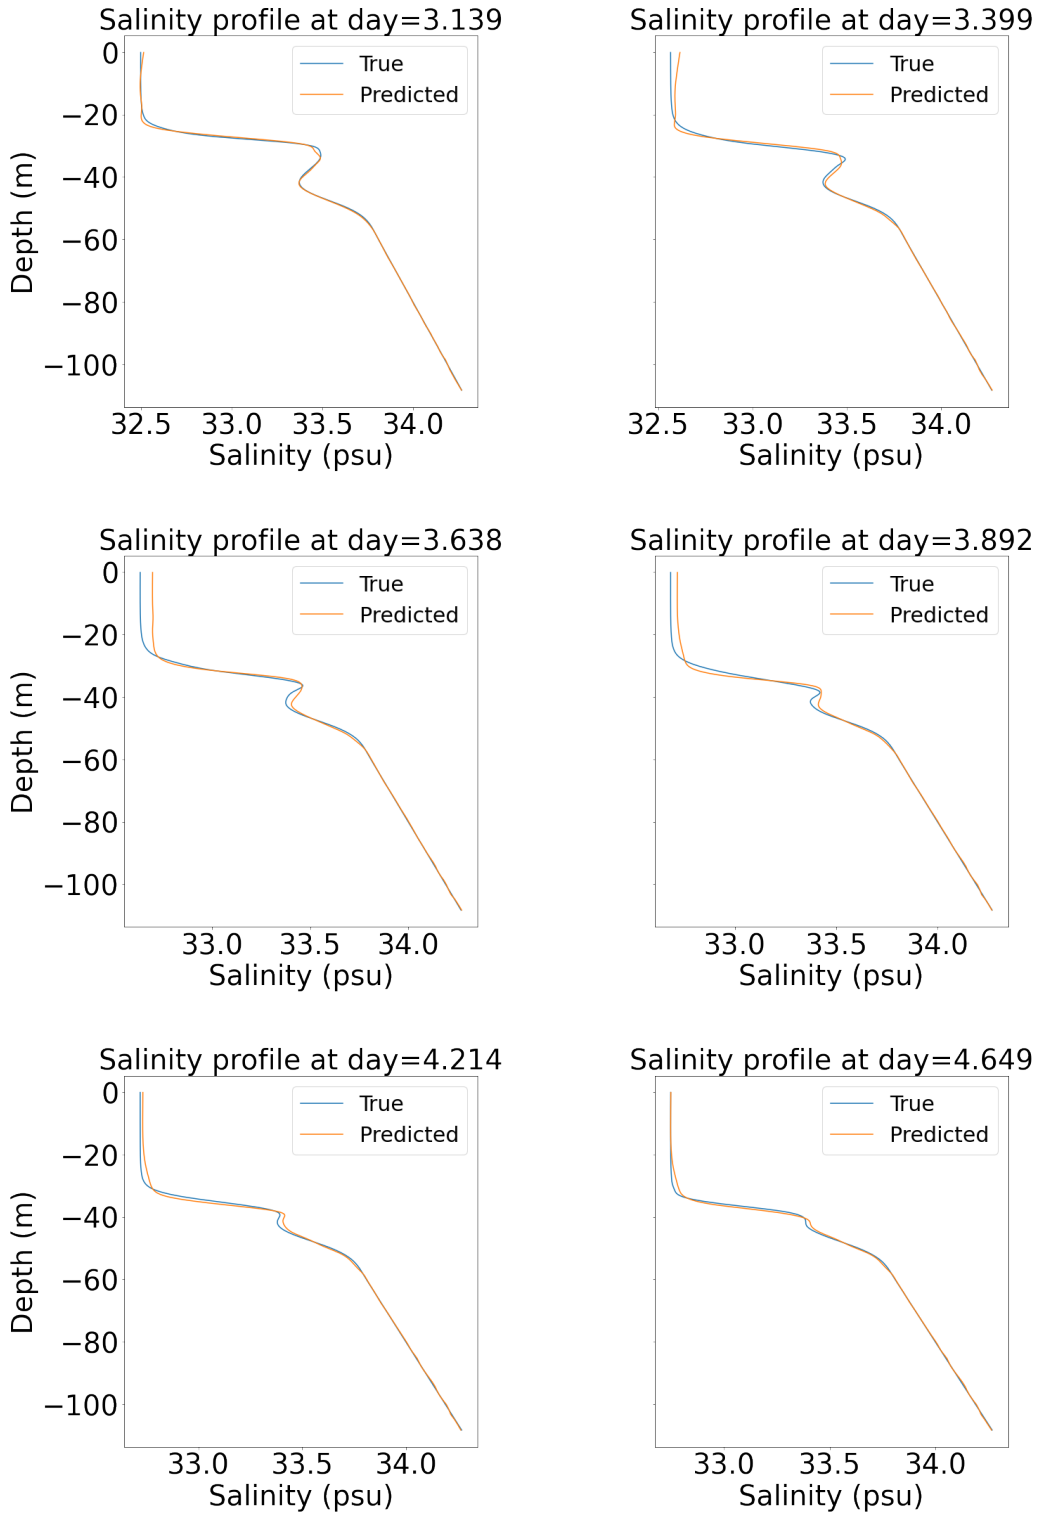 Salinity profile at day=3.139
Salinity profile at day=3.399
0
−20
−40
−60
−80
−100
Depth (m)
True
Predicted
True
Predicted
32.5 33.0 33.5 34.0
32.5 33.0 33.5 34.0
Salinity (psu)
Salinity (psu)
Salinity profile at day=3.638
Salinity profile at day=3.892
0
−20
−40
−60
−80
−100
Depth (m)
True
Predicted
True
Predicted
33.0 33.5 34.0
33.0 33.5 34.0
Salinity (psu)
Salinity (psu)
Salinity profile at day=4.214
Salinity profile at day=4.649
0
−20
−40
−60
−80
−100
Depth (m)
True
Predicted
True
Predicted
33.0 33.5 34.0
33.0 33.5 34.0
Salinity (psu)
Salinity (psu)